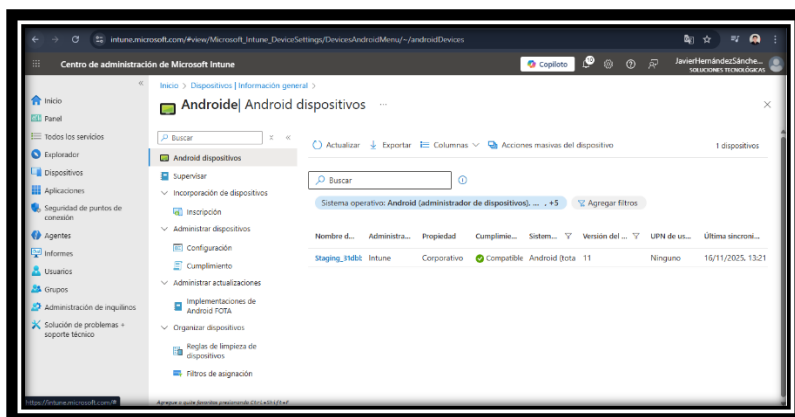 intune.microsoft.com/#view/Microsoft_Intune_DeviceSettings/DevicesAndroidMenu/~/androidDevices
Centro de administración de Microsoft Intune
Copiloto
JavierHernándezSánche...
SOLUCIONES TECNOLÓGICAS
Inicio > Dispositivos | Información general >
Androide| Android dispositivos ...
Inicio
Panel
Todos los servicios
Explorador
Dispositivos
Aplicaciones
Seguridad de puntos de
conexión
Agentes
Informes
Usuarios
Grupos
Administración de inquilinos
Solución de problemas +
soporte técnico
Buscar
Android dispositivos
Supervisar
Incorporación de dispositivos
Inscripción
Administrar dispositivos
Configuración
Cumplimiento
Administrar actualizaciones
Implementaciones de
Android FOTA
Organizar dispositivos
Reglas de limpieza de
dispositivos
Filtros de asignación
Actualizar Exportar Columnas Acciones masivas del dispositivo 1 dispositivos
Buscar
Sistema operativo: Android (administrador de dispositivos), ... , +5 Agregar filtros
Nombre d... Administra... Propiedad Cumplimie... Sistem... Versión del ... UPN de us... Última sincroni...
Intune Corporativo Compatible Android (tota 11 Ninguno 16/11/2025, 13:21
https://intune.microsoft.com/#
Agregue o quite favoritos presionando Ctrl+Shift+F